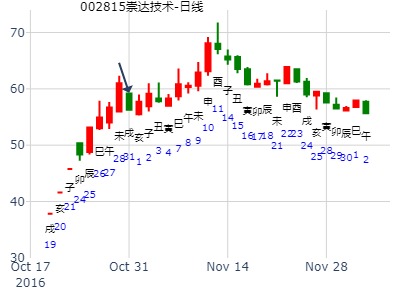 002815崇达技术-日线
70
60
50
40
30
戌 亥 子 卯 辰 巳 午 未 戌 亥 子 丑 寅 巳 午 未 申 酉 子 丑 寅 卯 辰 未 申 酉 戌 亥 寅 卯 辰 巳 午
19 20 21 24 25 26 27 28 31 1 2 3 4 7 8 9 10 11 14 15 16 17 18 21 22 23 24 25 28 29 30 1 2
Oct 17 Oct 31 Nov 14 Nov 28
2016